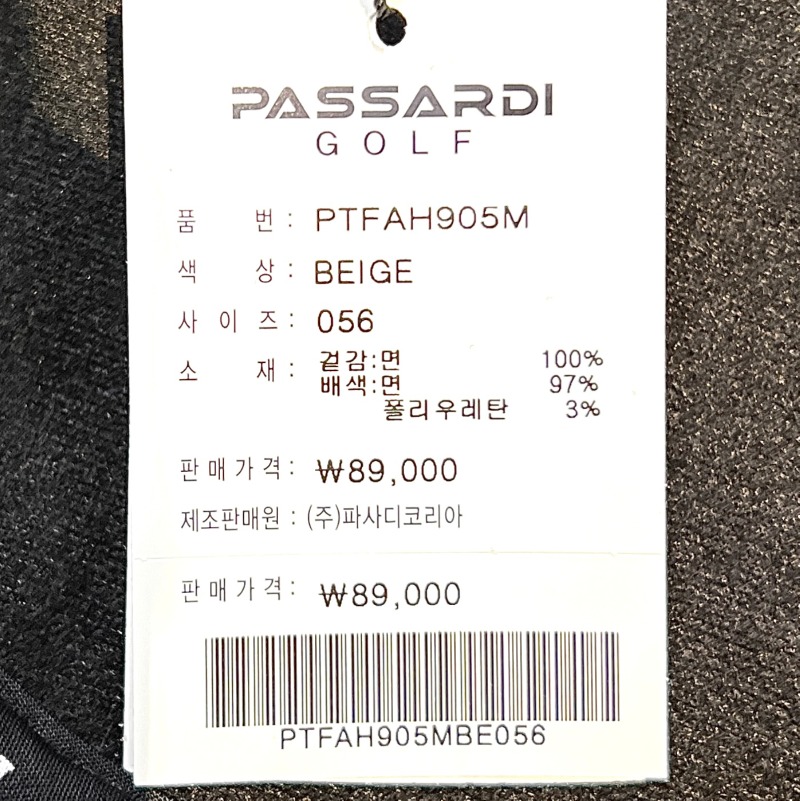 PASSARDI
GOLF
품 번 : PTFAH905M
색 상 : BEIGE
사 이 즈 : 056
소 재 : 겉감:면 100%
배색:면 97%
폴리우레탄 3%
판 매 가 격 : ₩89,000
제조판매원 : (주)파사디코리아
판 매 가 격 : ₩89,000
PTFAH905MBE056